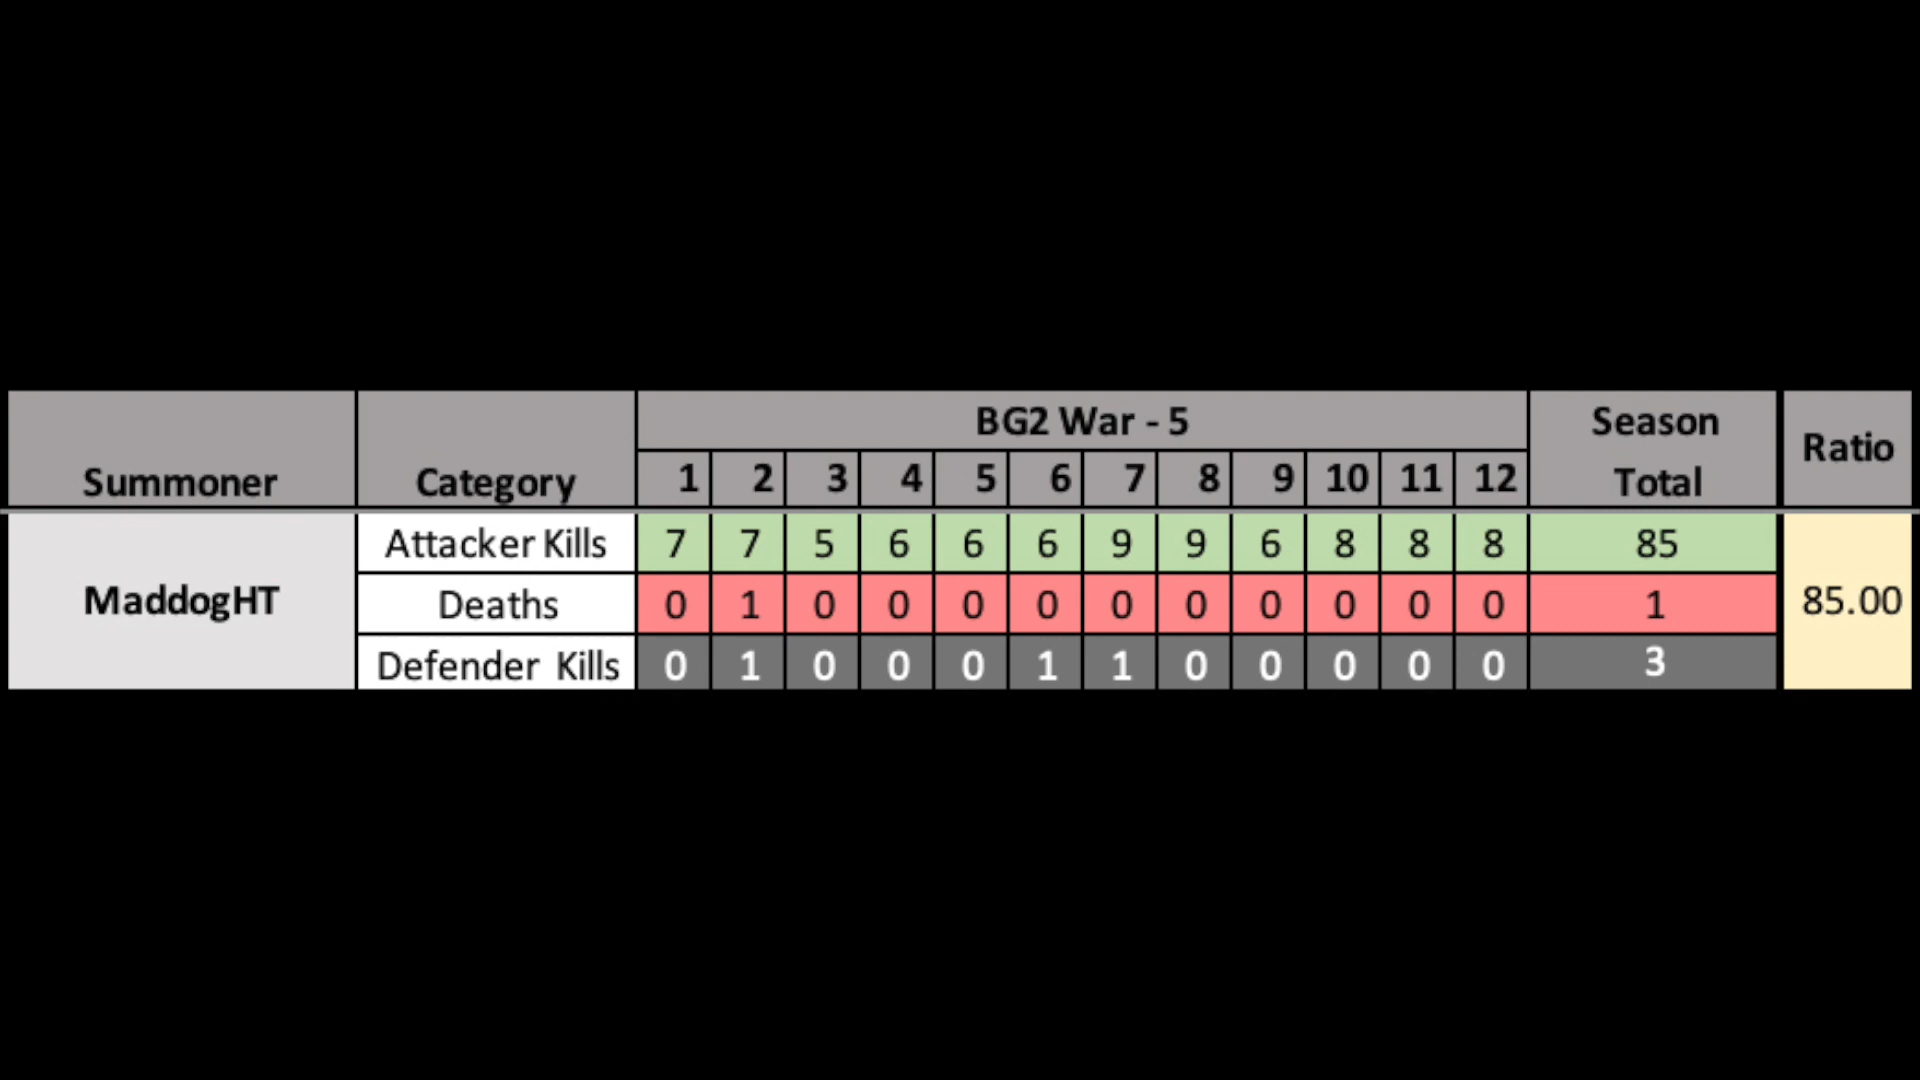 BG2 War - 5
Season
Ratio
Summoner Category 1 2 3 4 5 6 7 8 9 10 11 12 Total
Attacker Kills 7 7 5 6 6 6 9 9 6 8 8 8 85
MaddogHT Deaths 0 1 0 0 0 0 0 0 0 0 0 0 1 85.00
Defender Kills 0 1 0 0 0 1 1 0 0 0 0 0 3